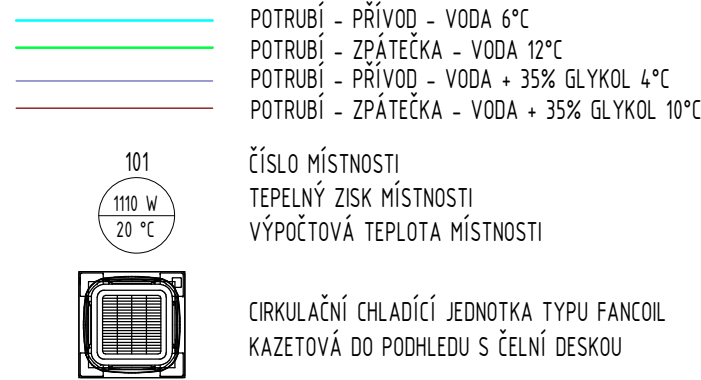 POTRUBÍ - PŘÍVOD - VODA 6°C
POTRUBÍ - ZPÁTEČKA - VODA 12°C
POTRUBÍ - PŘÍVOD - VODA + 35% GLYKOL 4°C
POTRUBÍ - ZPÁTEČKA - VODA + 35% GLYKOL 10°C
101
ČÍSLO MÍSTNOSTI
1110 W
TEPELNÝ ZISK MÍSTNOSTI
20 °C
VÝPOČTOVÁ TEPLOTA MÍSTNOSTI
CIRKULAČNÍ CHLADÍCÍ JEDNOTKA TYPU FANCOIL
KAZETOVÁ DO PODHLEDU S ČELNÍ DESKOU